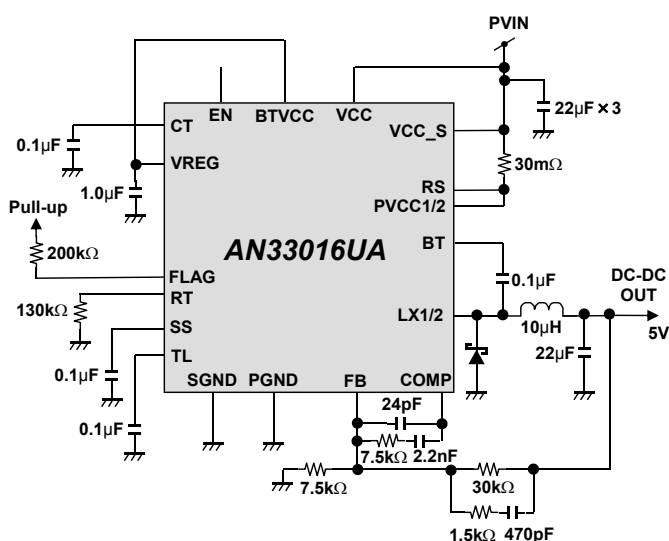 PVIN
EN
BTVCC
VCC
CT
0.1µF
VCC_S
22µF × 3
VREG
1.0µF
30mΩ
RS
PVCC1/2
Pull-up
200kΩ
AN33016UA
BT
FLAG
0.1µF
DC-DC
OUT
5V
RT
130kΩ
LX1/2
10µH
22µF
SS
0.1µF
TL
0.1µF
SGND
PGND
FB
COMP
24pF
7.5kΩ
2.2nF
7.5kΩ
30kΩ
1.5kΩ
470pF